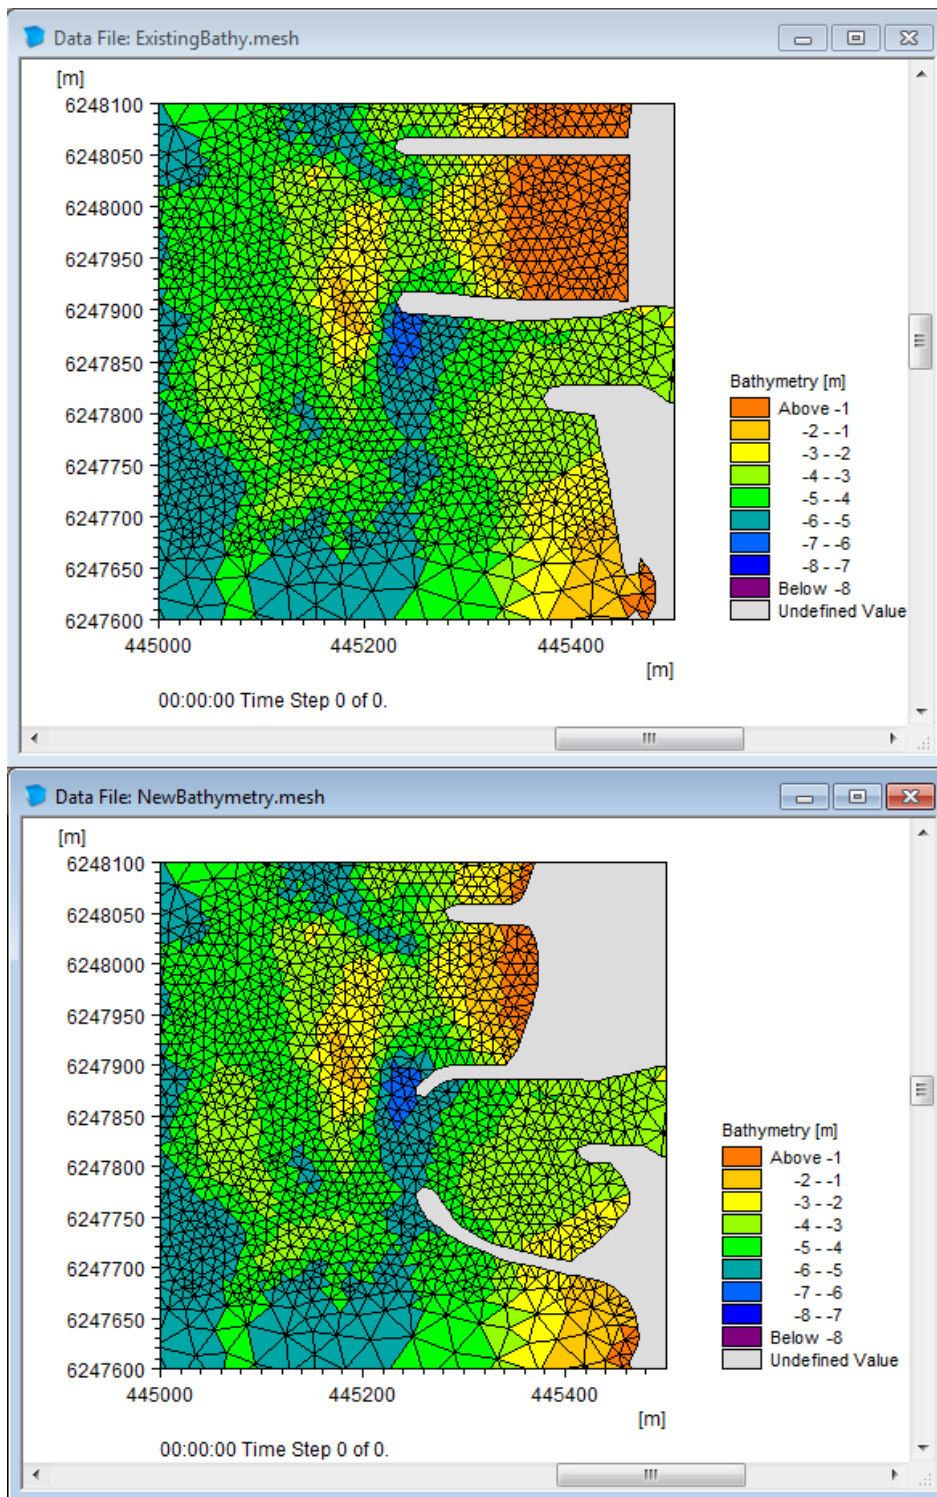 Data File: ExistingBathy.mesh
[m]
6248100
6248050
6248000
6247950
6247900
6247850
6247800
6247750
6247700
6247650
6247600
445000 445200 445400
[m]
00:00:00 Time Step 0 of 0.
Bathymetry [m]
Above -1
-2 - -1
-3 - -2
-4 - -3
-5 - -4
-6 - -5
-7 - -6
-8 - -7
Below -8
Undefined Value
Data File: NewBathymetry.mesh
[m]
6248100
6248050
6248000
6247950
6247900
6247850
6247800
6247750
6247700
6247650
6247600
445000 445200 445400
[m]
00:00:00 Time Step 0 of 0.
Bathymetry [m]
Above -1
-2 - -1
-3 - -2
-4 - -3
-5 - -4
-6 - -5
-7 - -6
-8 - -7
Below -8
Undefined Value